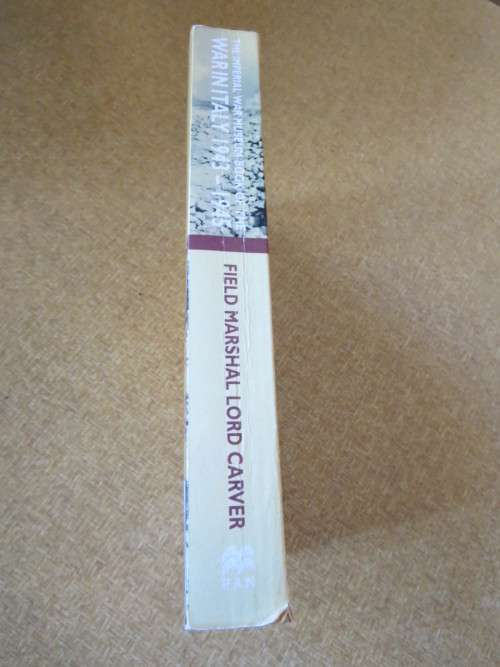 THE IMPERIAL WAR MUSEUM BOOK OF THE
WAR IN ITALY 1943 – 1945
FIELD MARSHAL LORD CARVER
PAN